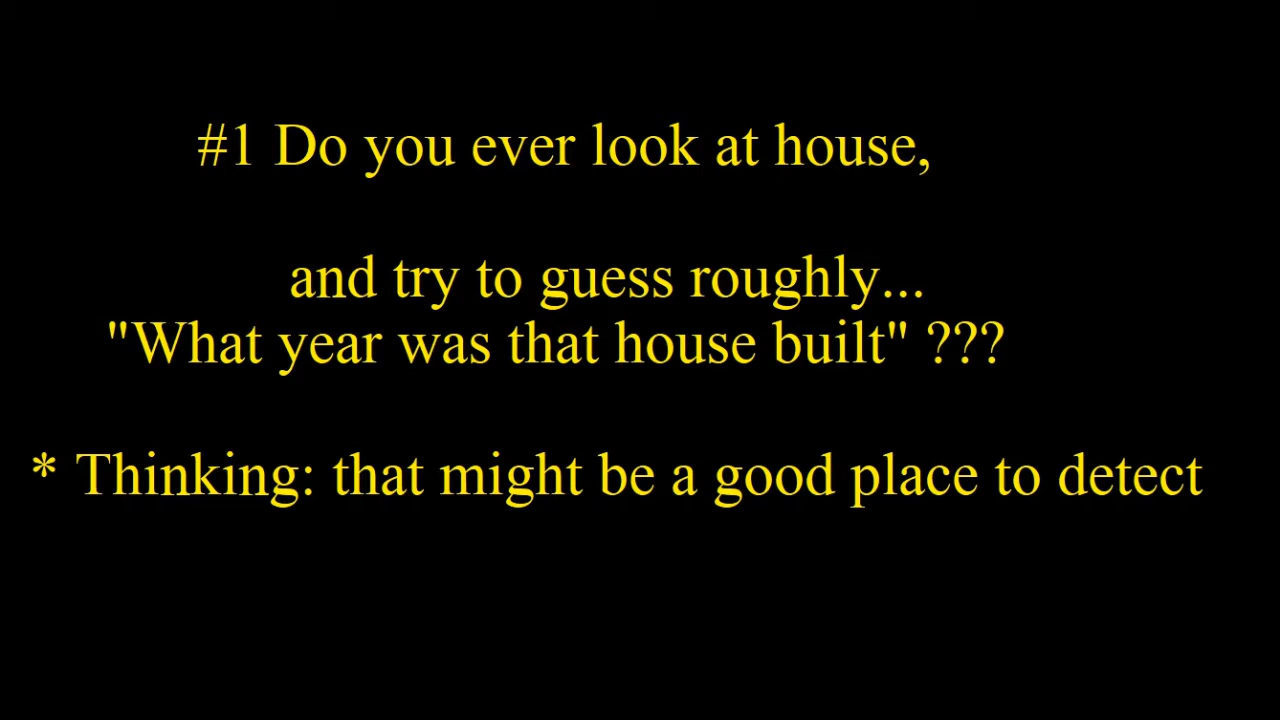 #1 Do you ever look at house,
and try to guess roughly...
"What year was that house built" ???
* Thinking: that might be a good place to detect